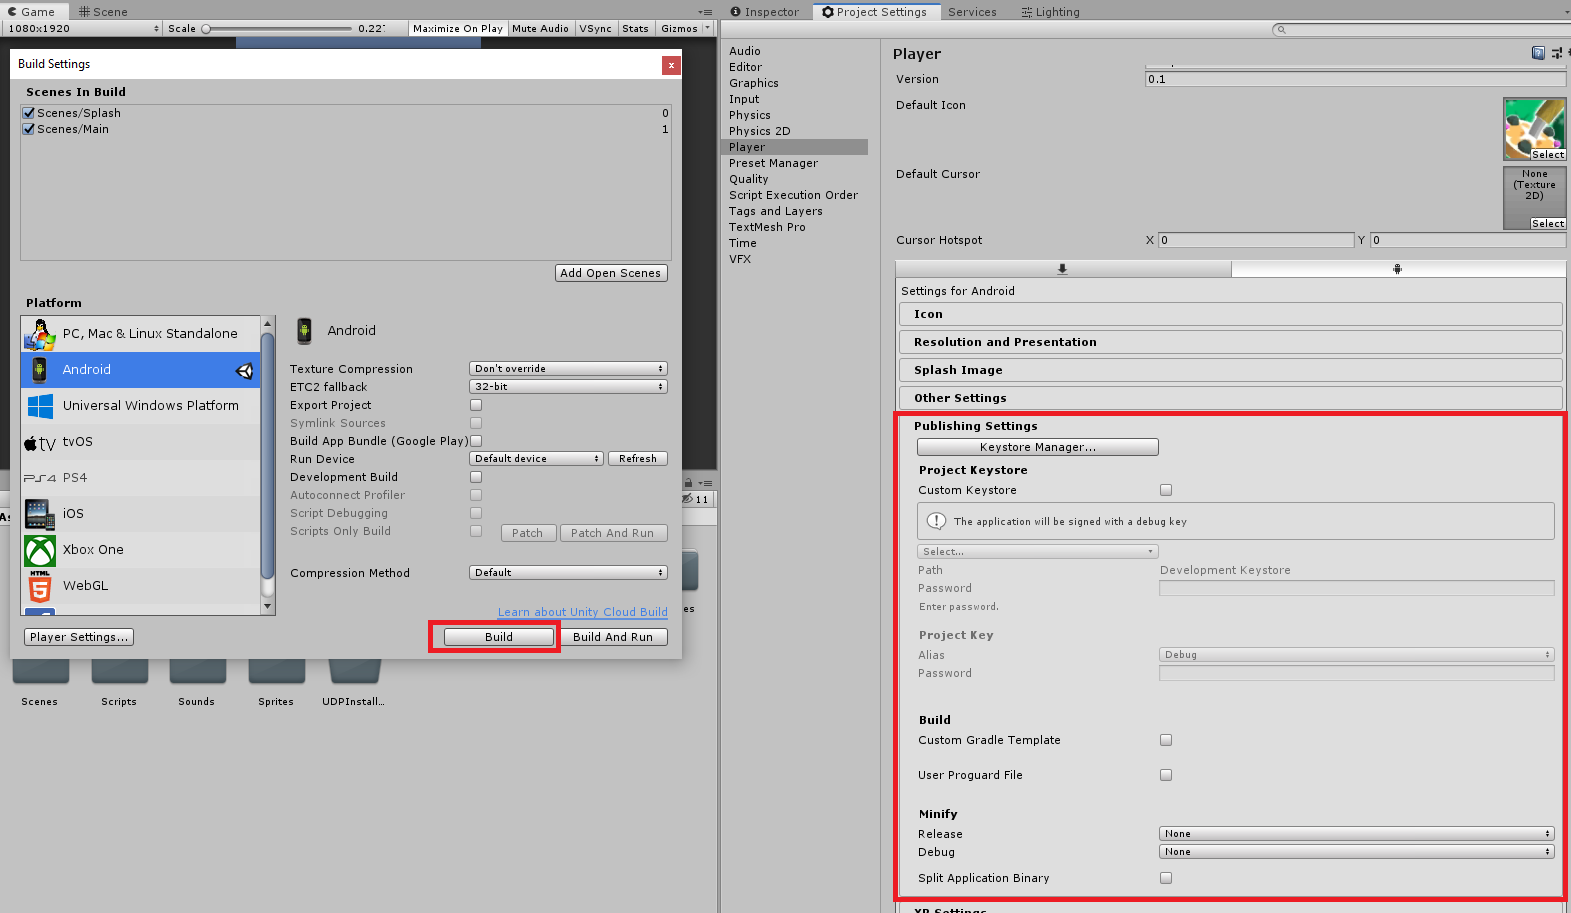 Game
Scene
1080x1920
Scale
0.22
Maximize On Play
Mute Audio
VSync
Stats
Gizmos
Build Settings
x
Scenes In Build
Scenes/Splash 0
Scenes/Main 1
Add Open Scenes
Platform
PC, Mac & Linux Standalone
Android
Universal Windows Platform
tvOS
PS4
iOS
Xbox One
HTML
5
WebGL
Android
Texture Compression Don't override
ETC2 fallback 32-bit
Export Project
Symlink Sources
Build App Bundle (Google Play)
Run Device Default device Refresh
Development Build
Autoconnect Profiler
Script Debugging
Scripts Only Build Patch Patch And Run
Compression Method Default
Learn about Unity Cloud Build
Player Settings... Build Build And Run
11
As
es
Scenes
Scripts
Sounds
Sprites
UDPInstall...
Inspector
Project Settings
Services
Lighting
Audio
Editor
Graphics
Input
Physics
Physics 2D
Player
Preset Manager
Quality
Script Execution Order
Tags and Layers
TextMesh Pro
Time
VFX
Player
Version 0.1
Default Icon
Select
Default Cursor
None
(Texture
2D)
Select
Cursor Hotspot X 0 Y 0
Settings for Android
Icon
Resolution and Presentation
Splash Image
Other Settings
Publishing Settings
Keystore Manager...
Project Keystore
Custom Keystore
The application will be signed with a debug key
Select...
Path Development Keystore
Password
Enter password.
Project Key
Alias Debug
Password
Build
Custom Gradle Template
User Proguard File
Minify
Release None
Debug None
Split Application Binary
XR Settings